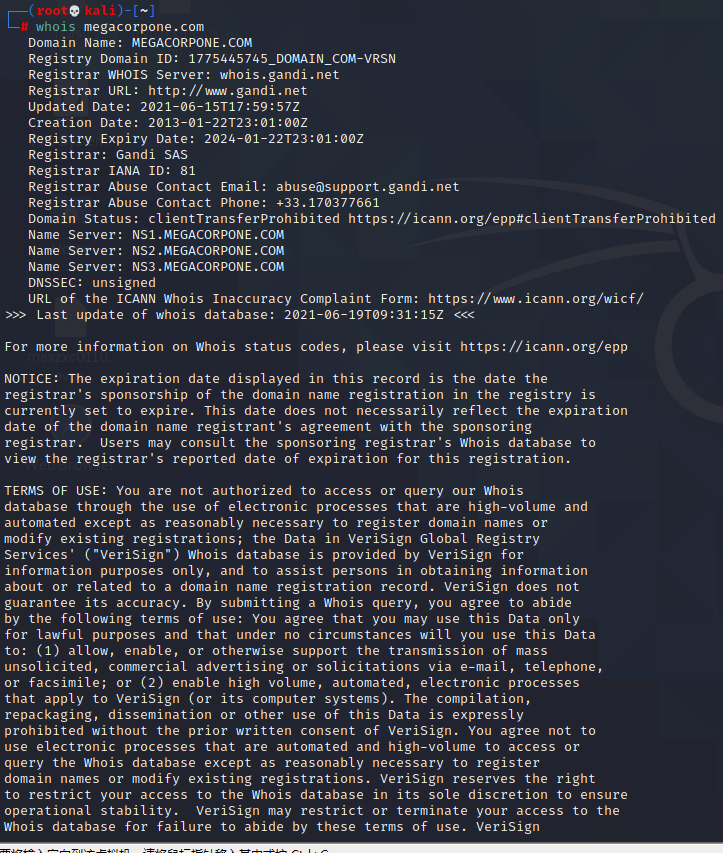 (root💀kali)-[~]
# whois megacorpone.com
Domain Name: MEGACORPONE.COM
Registry Domain ID: 1775445745_DOMAIN_COM-VRSN
Registrar WHOIS Server: whois.gandi.net
Registrar URL: http://www.gandi.net
Updated Date: 2021-06-15T17:59:57Z
Creation Date: 2013-01-22T23:01:00Z
Registry Expiry Date: 2024-01-22T23:01:00Z
Registrar: Gandi SAS
Registrar IANA ID: 81
Registrar Abuse Contact Email: abuse@support.gandi.net
Registrar Abuse Contact Phone: +33.170377661
Domain Status: clientTransferProhibited https://icann.org/epp#clientTransferProhibited
Name Server: NS1.MEGACORPONE.COM
Name Server: NS2.MEGACORPONE.COM
Name Server: NS3.MEGACORPONE.COM
DNSSEC: unsigned
URL of the ICANN Whois Inaccuracy Complaint Form: https://www.icann.org/wicf/
>>> Last update of whois database: 2021-06-19T09:31:15Z <<<
For more information on Whois status codes, please visit https://icann.org/epp
NOTICE: The expiration date displayed in this record is the date the
registrar's sponsorship of the domain name registration in the registry is
currently set to expire. This date does not necessarily reflect the expiration
date of the domain name registrant's agreement with the sponsoring
registrar.  Users may consult the sponsoring registrar's Whois database to
view the registrar's reported date of expiration for this registration.
TERMS OF USE: You are not authorized to access or query our Whois
database through the use of electronic processes that are high-volume and
automated except as reasonably necessary to register domain names or
modify existing registrations; the Data in VeriSign Global Registry
Services' ("VeriSign") Whois database is provided by VeriSign for
information purposes only, and to assist persons in obtaining information
about or related to a domain name registration record. VeriSign does not
guarantee its accuracy. By submitting a Whois query, you agree to abide
by the following terms of use: You agree that you may use this Data only
for lawful purposes and that under no circumstances will you use this Data
to: (1) allow, enable, or otherwise support the transmission of mass
unsolicited, commercial advertising or solicitations via e-mail, telephone,
or facsimile; or (2) enable high volume, automated, electronic processes
that apply to VeriSign (or its computer systems). The compilation,
repackaging, dissemination or other use of this Data is expressly
prohibited without the prior written consent of VeriSign. You agree not to
use electronic processes that are automated and high-volume to access or
query the Whois database except as reasonably necessary to register
domain names or modify existing registrations. VeriSign reserves the right
to restrict your access to the Whois database in its sole discretion to ensure
operational stability.  VeriSign may restrict or terminate your access to the
Whois database for failure to abide by these terms of use. VeriSign